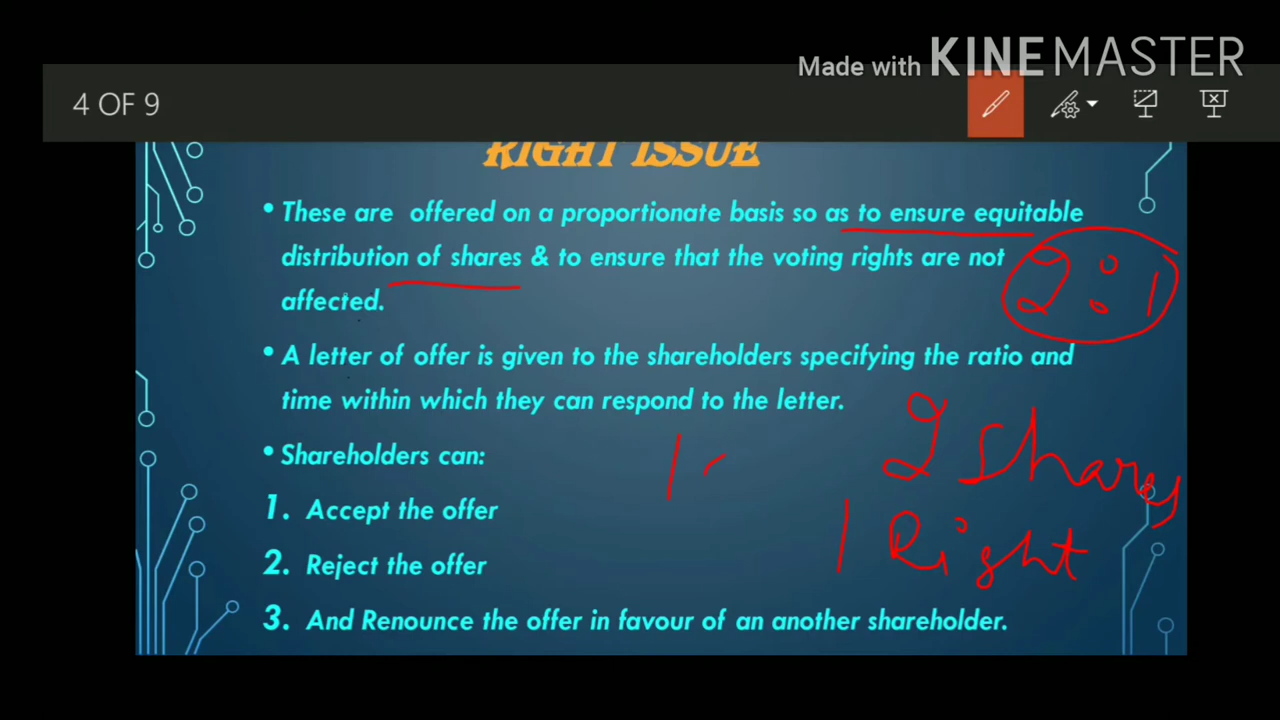 Made with KINEMASTER
4 OF 9
RIGHT ISSUE
• These are offered on a proportionate basis so as to ensure equitable
distribution of shares & to ensure that the voting rights are not
affected.
2 : 1
• A letter of offer is given to the shareholders specifying the ratio and
time within which they can respond to the letter.
2 Shares
• Shareholders can:
1
1. Accept the offer
1 Right
2. Reject the offer
3. And Renounce the offer in favour of an another shareholder.